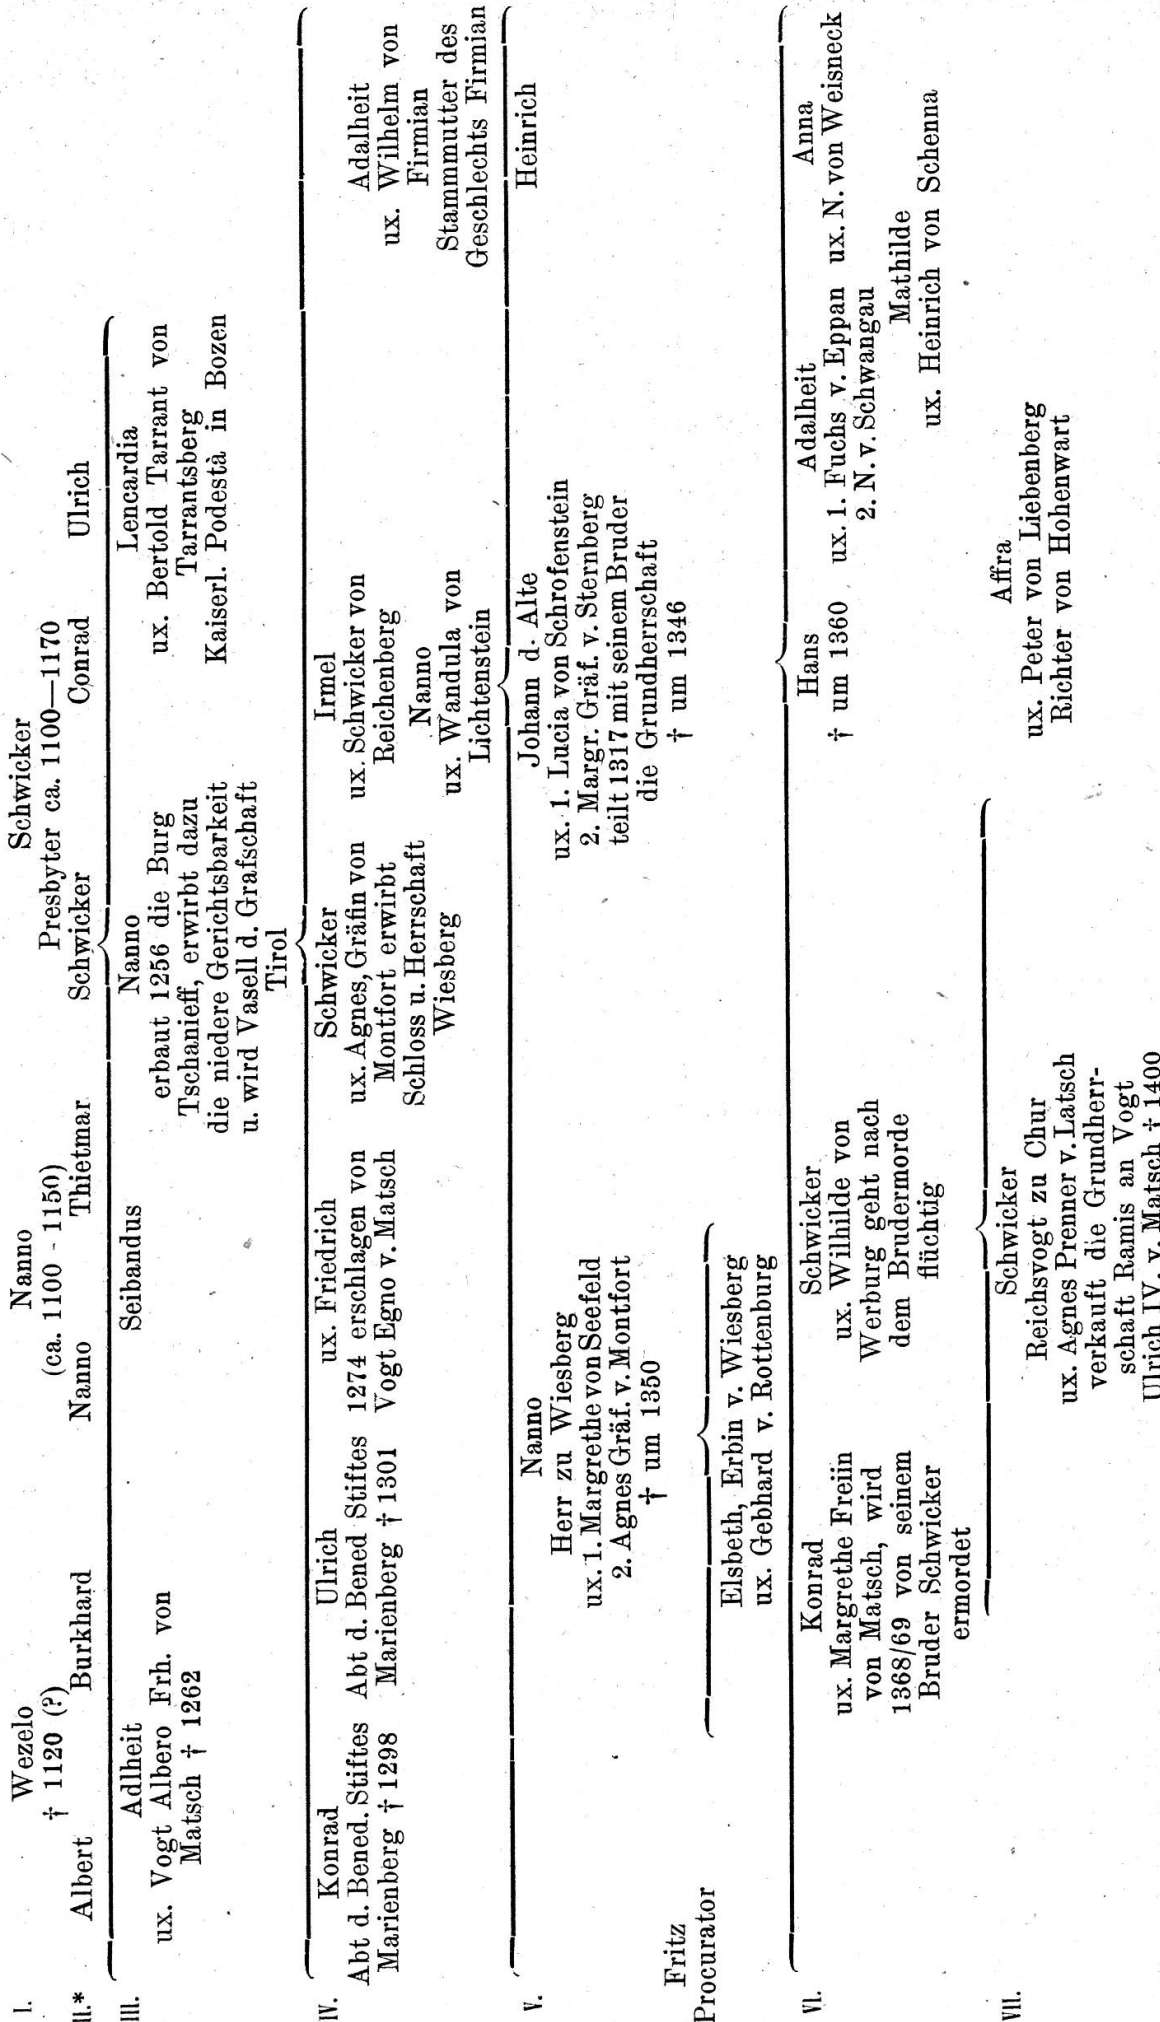 I.
Wezelo
† 1120 (?)
Nanno
(ca. 1100 - 1150)
Schwicker
Presbyter ca. 1100—1170
II.*
Albert
Burkhard
Nanno
Thietmar
Schwicker
Conrad
Ulrich
III.
Adlheit
ux. Vogt Albero Frh. von
Matsch † 1262
Seibandus
Nanno
erbaut 1256 die Burg
Tschanieff, erwirbt dazu
die niedere Gerichtsbarkeit
u. wird Vasell d. Grafschaft
Tirol
Lencardia
ux. Bertold Tarrant von
Tarrantsberg
Kaiserl. Podestà in Bozen
IV.
Konrad
Abt d. Bened. Stiftes
Marienberg † 1298
Ulrich
Abt d. Bened Stiftes
Marienberg † 1301
ux. Friedrich
1274 erschlagen von
Vogt Egno v. Matsch
Schwicker
ux. Agnes, Gräfin von
Montfort erwirbt
Schloss u. Herrschaft
Wiesberg
Irmel
ux. Schwicker von
Reichenberg
Nanno
ux. Wandula von
Lichtenstein
Adalheit
ux. Wilhelm von
Firmian
Stammmutter des
Geschlechts Firmian
V.
Nanno
Herr zu Wiesberg
ux. 1. Margrethe von Seefeld
2. Agnes Gräf. v. Montfort
† um 1350
Johann d. Alte
ux. 1. Lucia von Schrofenstein
2. Margr. Gräf. v. Sternberg
teilt 1317 mit seinem Bruder
die Grundherrschaft
† um 1346
Heinrich
Fritz
Procurator
Elsbeth, Erbin v. Wiesberg
ux. Gebhard v. Rottenburg
VI.
Konrad
ux. Margrethe Freiin
von Matsch, wird
1368/69 von seinem
Bruder Schwicker
ermordet
Schwicker
ux. Wilhilde von
Werburg geht nach
dem Brudermorde
flüchtig
Hans
† um 1360
Adalheit
ux. 1. Fuchs v. Eppan
2. N. v. Schwangau
Anna
ux. N. von Weisneck
Mathilde
ux. Heinrich von Schenna
VII.
Schwicker
Reichsvogt zu Chur
ux. Agnes Prenner v. Latsch
verkauft die Grundherr-
schaft Ramis an Vogt
Ulrich IV. v. Matsch † 1400
Affra
ux. Peter von Liebenberg
Richter von Hohenwart